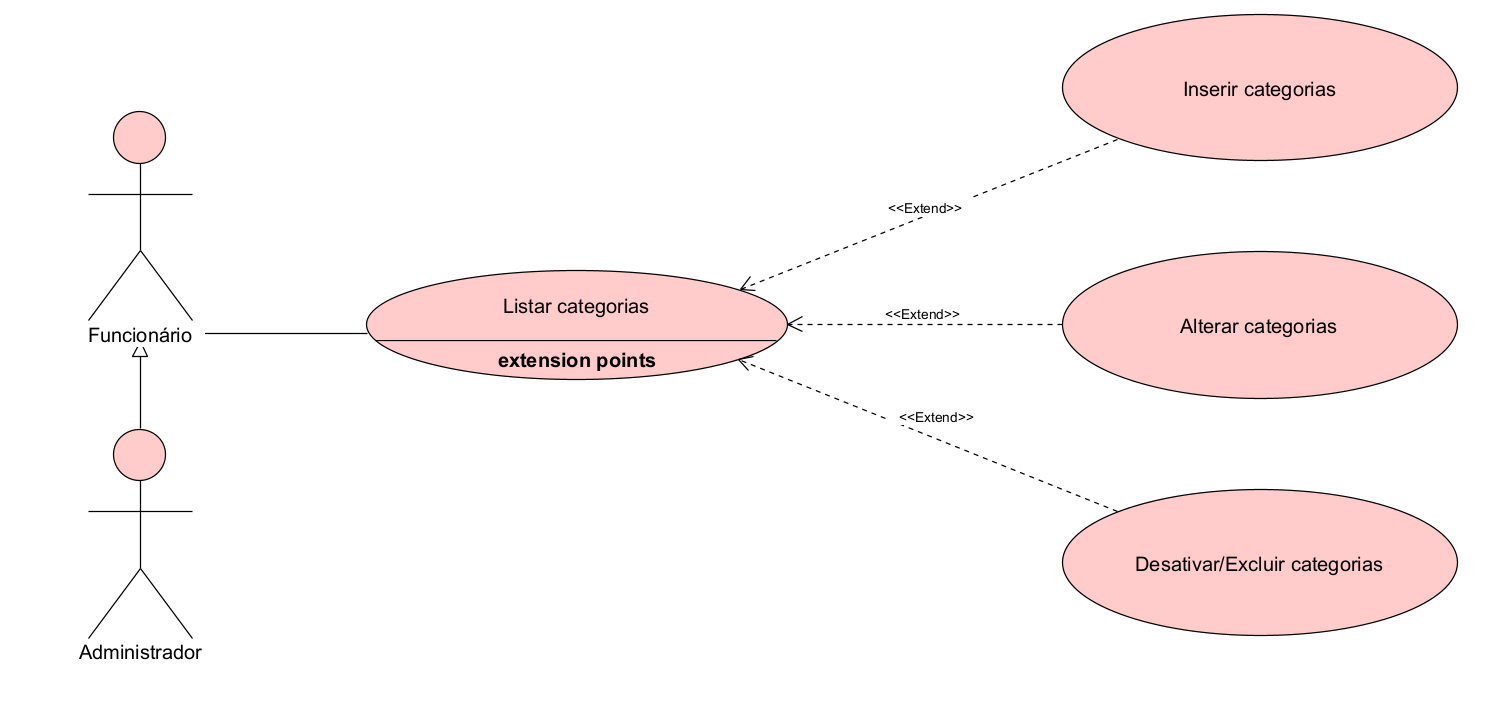 Inserir categorias
<<Extend>>
Listar categorias
extension points
<<Extend>>
Alterar categorias
Funcionário
<<Extend>>
Desativar/Excluir categorias
Administrador